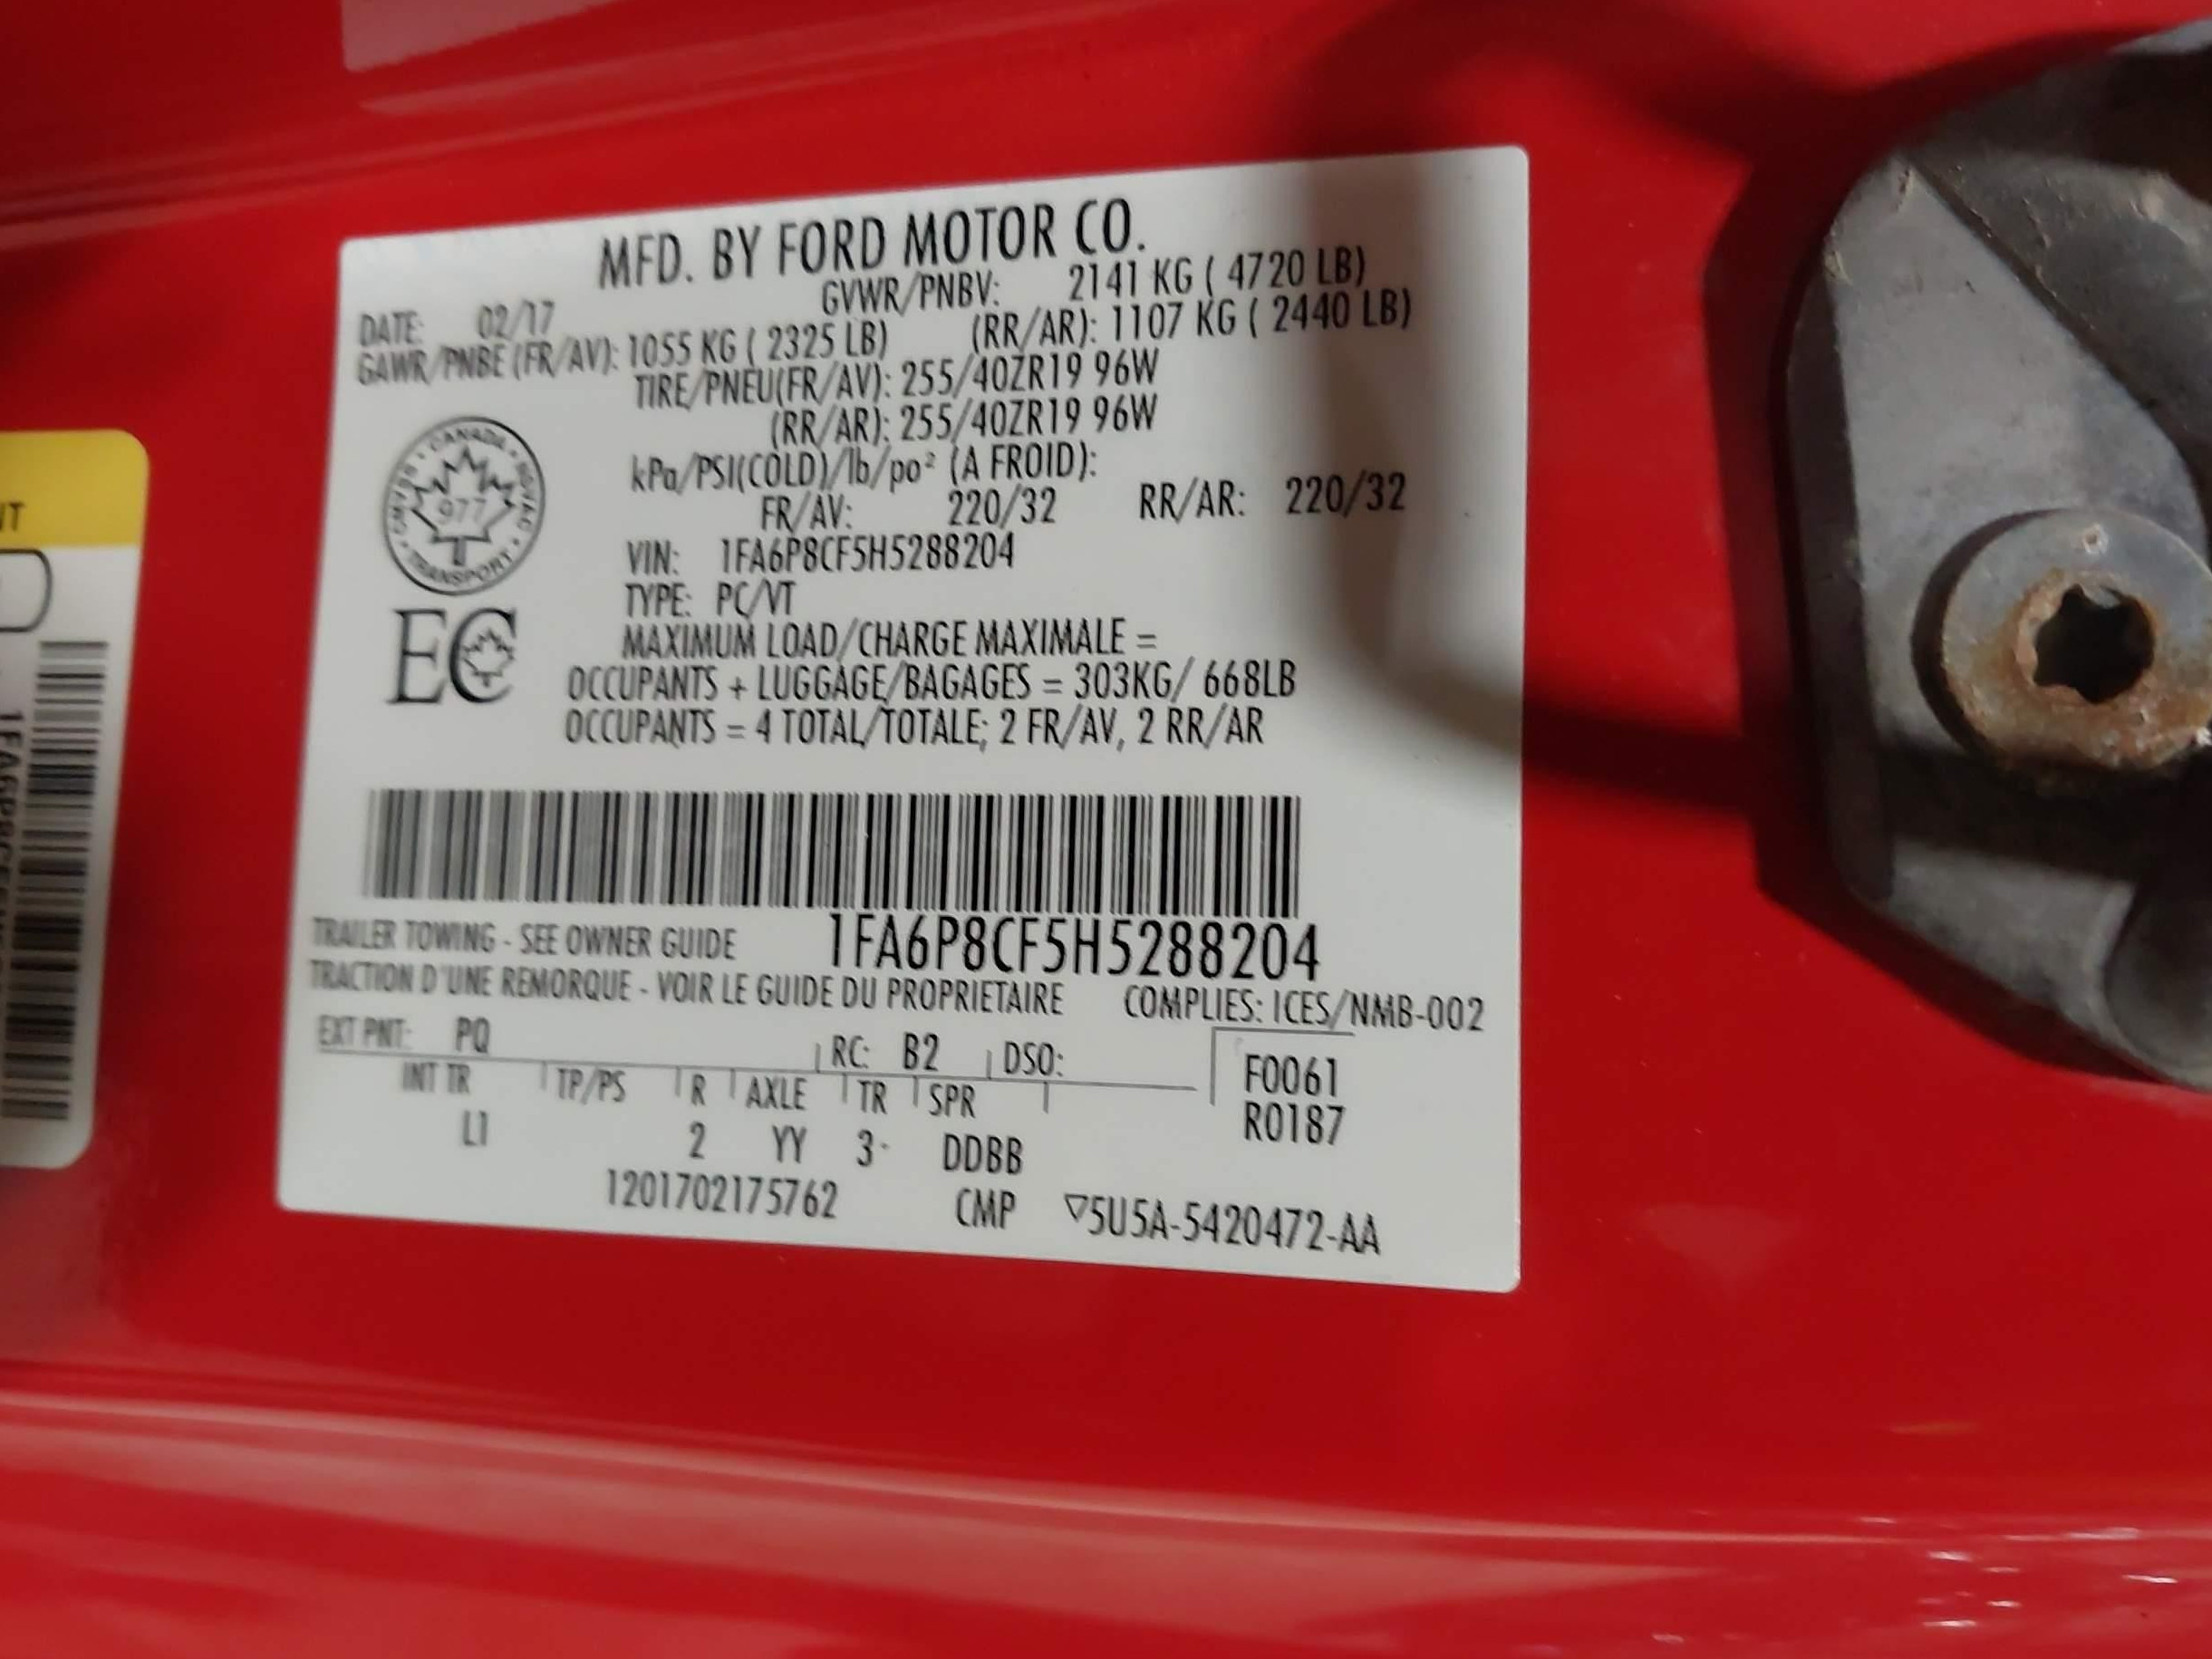 MFD. BY FORD MOTOR CO.
DATE: 02/17 GVWR/PNBV: 2141 KG ( 4720 LB)
GAWR/PNBE (FR/AV): 1055 KG ( 2325 LB) (RR/AR): 1107 KG ( 2440 LB)
TIRE/PNEU(FR/AV): 255/40ZR19 96W
(RR/AR): 255/40ZR19 96W
kPa/PSI(COLD)/lb/po² (A FROID):
FR/AV: 220/32 RR/AR: 220/32
VIN: 1FA6P8CF5H5288204
TYPE: PC/VT
MAXIMUM LOAD/CHARGE MAXIMALE =
OCCUPANTS + LUGGAGE/BAGAGES = 303KG/ 668LB
OCCUPANTS = 4 TOTAL/TOTALE; 2 FR/AV, 2 RR/AR
CMVSS • CANADA • NSVAC • TRANSPORT •
977
EC
1FA6P8CF5H5288204
TRAILER TOWING - SEE OWNER GUIDE
TRACTION D'UNE REMORQUE - VOIR LE GUIDE DU PROPRIETAIRE
COMPLIES: ICES/NMB-002
EXT PNT: PQ RC: B2 DSO:
F0061
R0187
INT TR TP/PS R AXLE TR SPR
L1 2 YY 3- DDBB
1201702175762 CMP ▽5U5A-5420472-AA